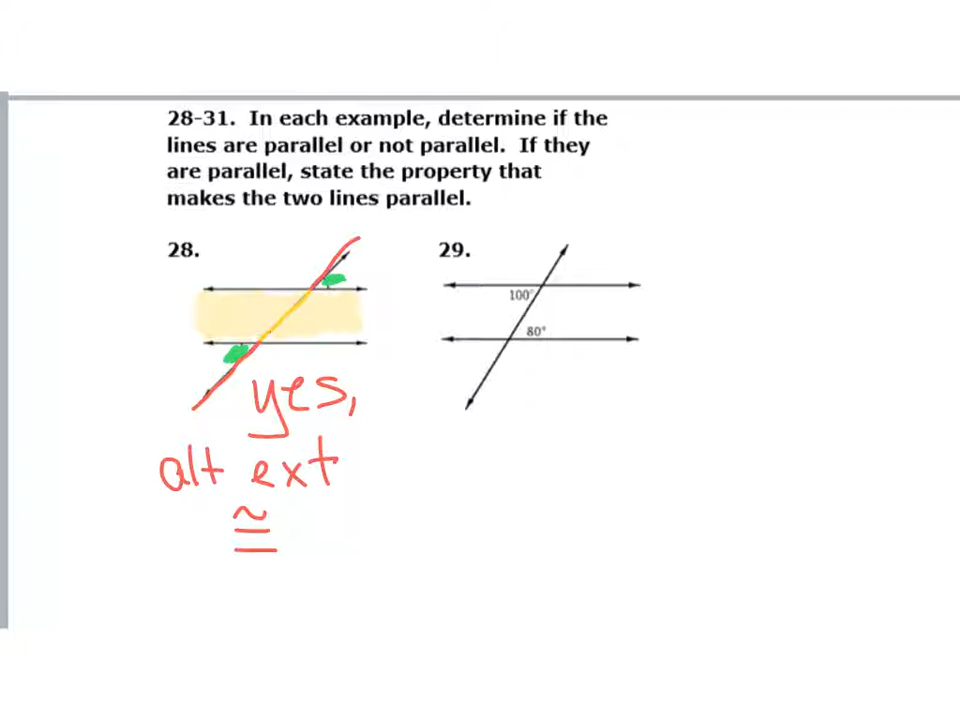 28-31. In each example, determine if the
lines are parallel or not parallel. If they
are parallel, state the property that
makes the two lines parallel.
28.
29.
100°
80°
yes,
alt ext
≅